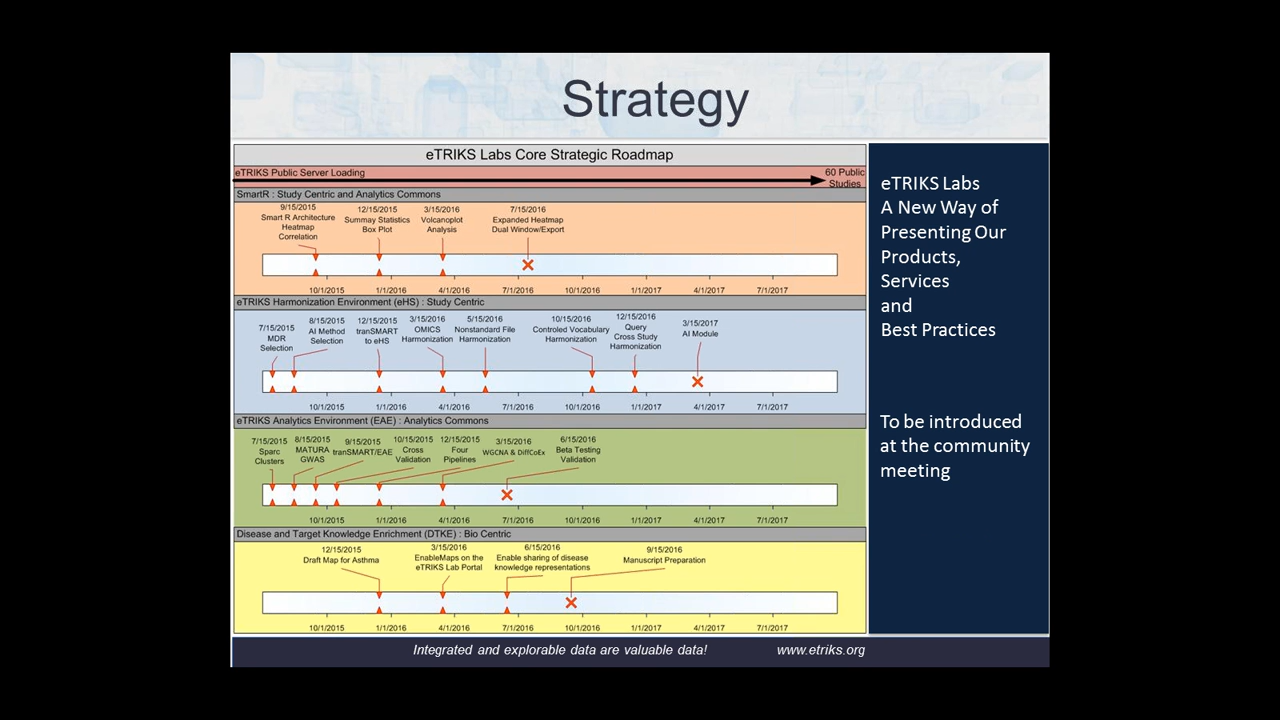 Strategy
eTRIKS Labs Core Strategic Roadmap
eTRIKS Public Server Loading
60 Public
Studies
SmartR : Study Centric and Analytics Commons
9/15/2015
Smart R Architecture
Heatmap
Correlation
12/15/2015
Summay Statistics
Box Plot
3/15/2016
Volcanoplot
Analysis
7/15/2016
Expanded Heatmap
Dual Window/Export
10/1/2015 1/1/2016 4/1/2016 7/1/2016 10/1/2016 1/1/2017 4/1/2017 7/1/2017
eTRIKS Harmonization Environment (eHS) : Study Centric
7/15/2015
MDR
Selection
8/15/2015
AI Method
Selection
12/15/2015
tranSMART
to eHS
3/15/2016
OMICS
Harmonization
5/15/2016
Nonstandard File
Harmonization
10/15/2016
Controled Vocabulary
Harmonization
12/15/2016
Query
Cross Study
Harmonization
3/15/2017
AI Module
10/1/2015 1/1/2016 4/1/2016 7/1/2016 10/1/2016 1/1/2017 4/1/2017 7/1/2017
eTRIKS Analytics Environment (EAE) : Analytics Commons
7/15/2015
Sparc
Clusters
8/15/2015
MATURA
GWAS
9/15/2015
tranSMART/EAE
10/15/2015
Cross
Validation
12/15/2015
Four
Pipelines
3/15/2016
WGCNA & DiffCoEx
6/15/2016
Beta Testing
Validation
10/1/2015 1/1/2016 4/1/2016 7/1/2016 10/1/2016 1/1/2017 4/1/2017 7/1/2017
Disease and Target Knowledge Enrichment (DTKE) : Bio Centric
12/15/2015
Draft Map for Asthma
3/15/2016
EnableMaps on the
eTRIKS Lab Portal
6/15/2016
Enable sharing of disease
knowledge representations
9/15/2016
Manuscript Preparation
10/1/2015 1/1/2016 4/1/2016 7/1/2016 10/1/2016 1/1/2017 4/1/2017 7/1/2017
eTRIKS Labs
A New Way of
Presenting Our
Products,
Services
and
Best Practices
To be introduced
at the community
meeting
Integrated and explorable data are valuable data!
www.etriks.org